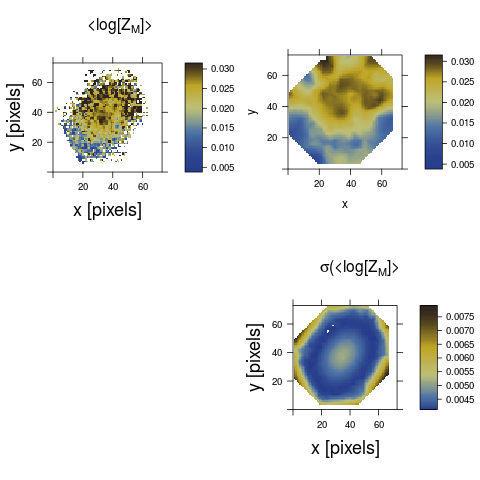 <log[Z_M]>
y [pixels]
60
40
20
20 40 60
x [pixels]
0.030
0.025
0.020
0.015
0.010
0.005
y
60
40
20
20 40 60
x
0.030
0.025
0.020
0.015
0.010
0.005
σ(<log[Z_M]>
y [pixels]
60
40
20
20 40 60
x [pixels]
0.0075
0.0070
0.0065
0.0060
0.0055
0.0050
0.0045